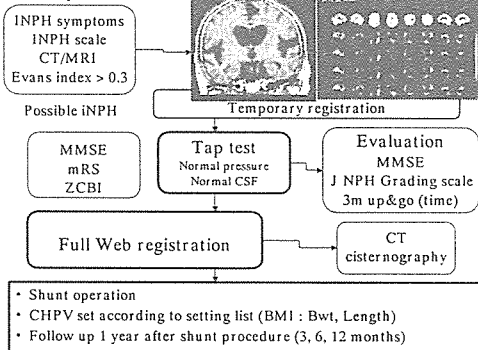 INPH symptoms
INPH scale
CT/MRI
Evans index > 0.3
Possible iNPH
Temporary registration
MMSE
mRS
ZCBI
Tap test
Normal pressure
Normal CSF
Evaluation
MMSE
J NPH Grading scale
3m up&go (time)
Full Web registration
CT
cisternography
• Shunt operation
• CHPV set according to setting list (BMI : Bwt, Length)
• Follow up 1 year after shunt procedure (3, 6, 12 months)